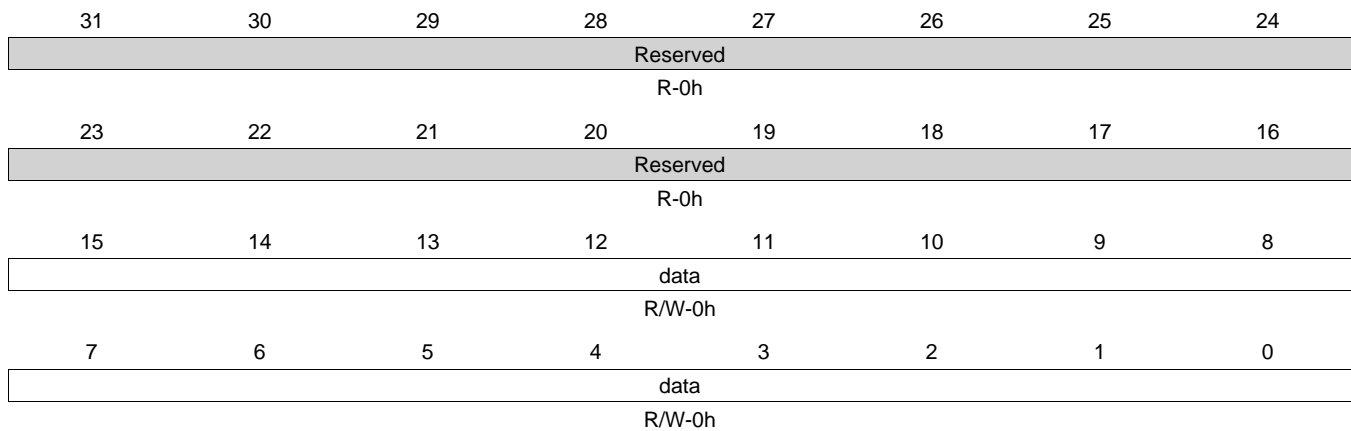 31 30 29 28 27 26 25 24
Reserved
R-0h
23 22 21 20 19 18 17 16
Reserved
R-0h
15 14 13 12 11 10 9 8
data
R/W-0h
7 6 5 4 3 2 1 0
data
R/W-0h